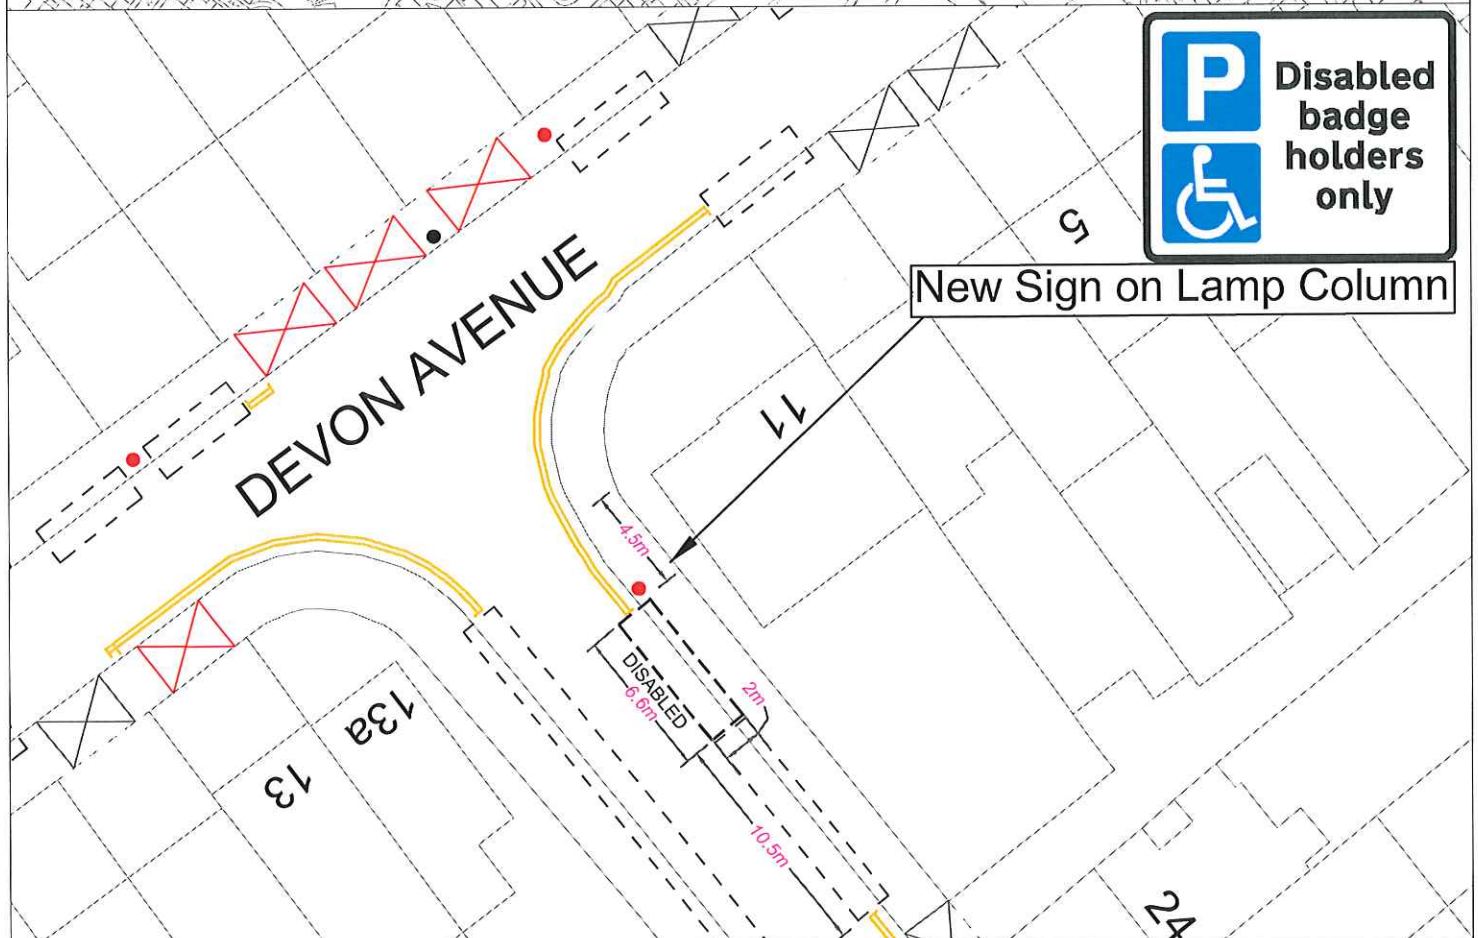 P
Disabled
badge
holders
only
New Sign on Lamp Column
5
DEVON AVENUE
11
4.5m
DISABLED
6.6m
2m
13a
13
10.5m
24